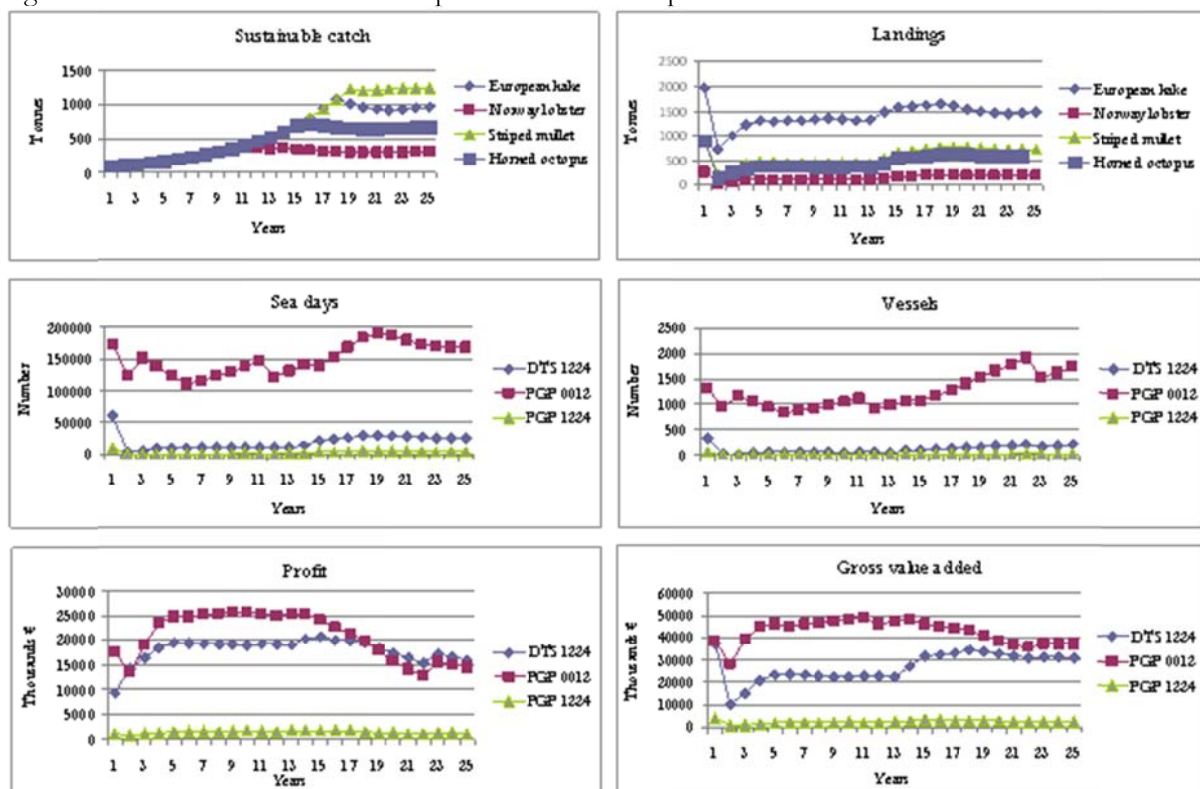 Sustainable catch
1500
1000
500
0
Tonnes
1 3 5 7 9 11 13 15 17 19 21 23 25
Years
European hake
Norway lobster
Striped mullet
Horned octopus
Landings
2500
2000
1500
1000
500
0
Tonnes
1 3 5 7 9 11 13 15 17 19 21 23 25
Years
European hake
Norway lobster
Striped mullet
Horned octopus
Sea days
200000
150000
100000
50000
0
Number
1 3 5 7 9 11 13 15 17 19 21 23 25
Years
DTS 1224
PGP 0012
PGP 1224
Vessels
2500
2000
1500
1000
500
0
Number
1 3 5 7 9 11 13 15 17 19 21 23 25
Years
DTS 1224
PGP 0012
PGP 1224
Profit
30000
25000
20000
15000
10000
5000
0
Thousands €
1 3 5 7 9 11 13 15 17 19 21 23 25
Years
DTS 1224
PGP 0012
PGP 1224
Gross value added
60000
50000
40000
30000
20000
10000
0
Thousands €
1 3 5 7 9 11 13 15 17 19 21 23 25
Years
DTS 1224
PGP 0012
PGP 1224